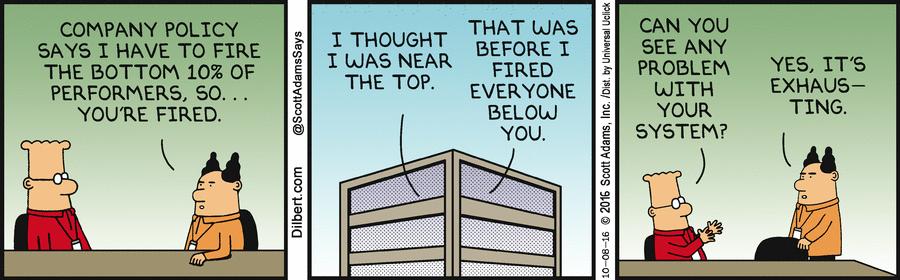 COMPANY POLICY
SAYS I HAVE TO FIRE
THE BOTTOM 10% OF
PERFORMERS, SO...
YOU'RE FIRED.
Dilbert.com
@ScottAdamsSays
I THOUGHT
I WAS NEAR
THE TOP.
THAT WAS
BEFORE I
FIRED
EVERYONE
BELOW
YOU.
10-08-16 © 2016 Scott Adams, Inc. /Dist. by Universal Uclick
CAN YOU
SEE ANY
PROBLEM
WITH
YOUR
SYSTEM?
YES, IT'S
EXHAUS-
TING.